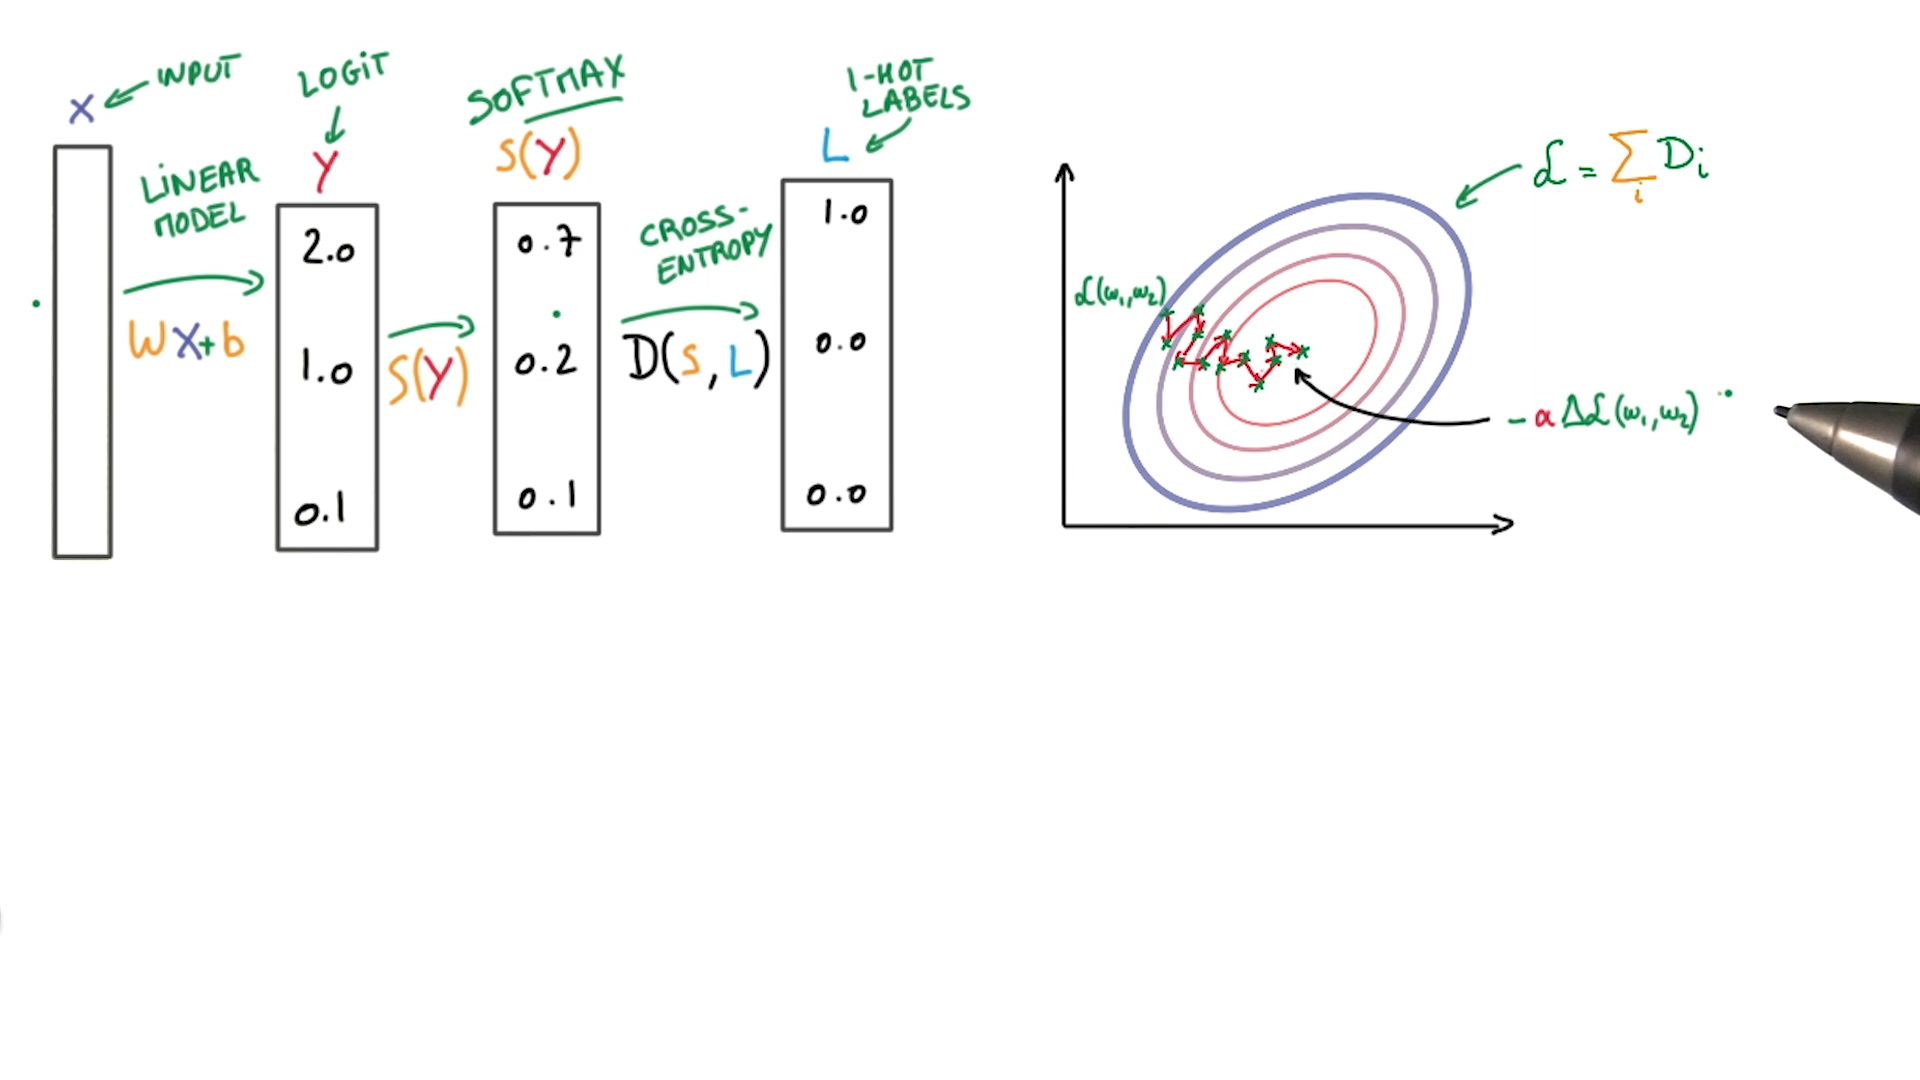 X
INPUT
LINEAR
MODEL
WX+b
LOGIT
Y
2.0
1.0
0.1
S(Y)
SOFTMAX
S(Y)
0.7
0.2
0.1
CROSS-
ENTROPY
D(S,L)
1-HOT
LABELS
L
1.0
0.0
0.0
ℒ = ∑ᵢ Dᵢ
ℒ(w₁,w₂)
-αΔℒ(w₁,w₂)